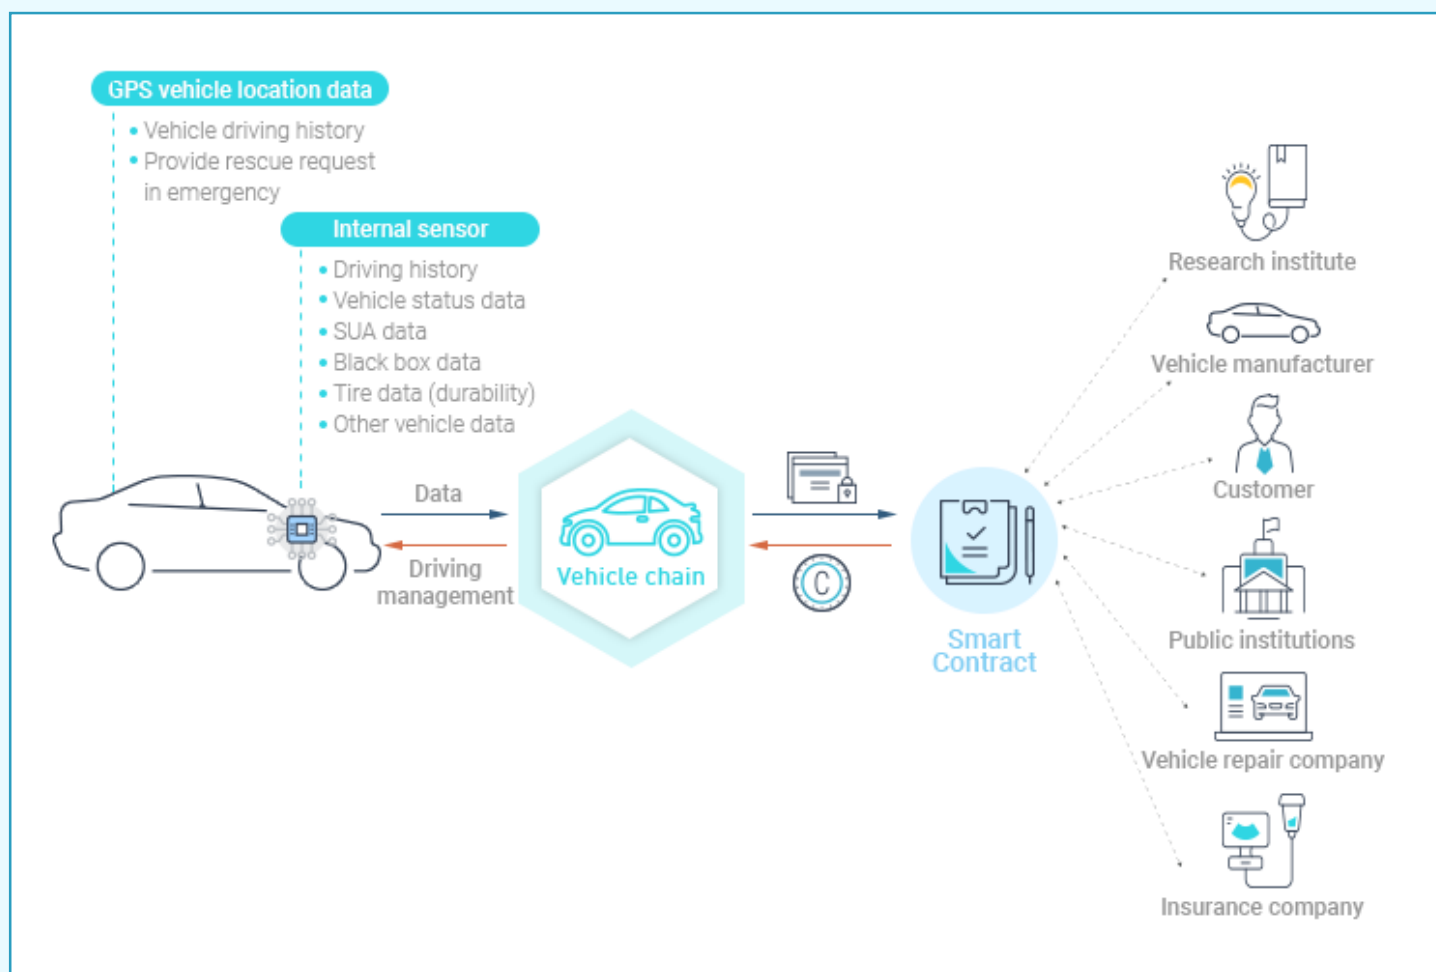 GPS vehicle location data
• Vehicle driving history
• Provide rescue request
in emergency
Internal sensor
• Driving history
• Vehicle status data
• SUA data
• Black box data
• Tire data (durability)
• Other vehicle data
Data
Driving
management
Vehicle chain
C
Smart
Contract
Research institute
Vehicle manufacturer
Customer
Public institutions
Vehicle repair company
Insurance company